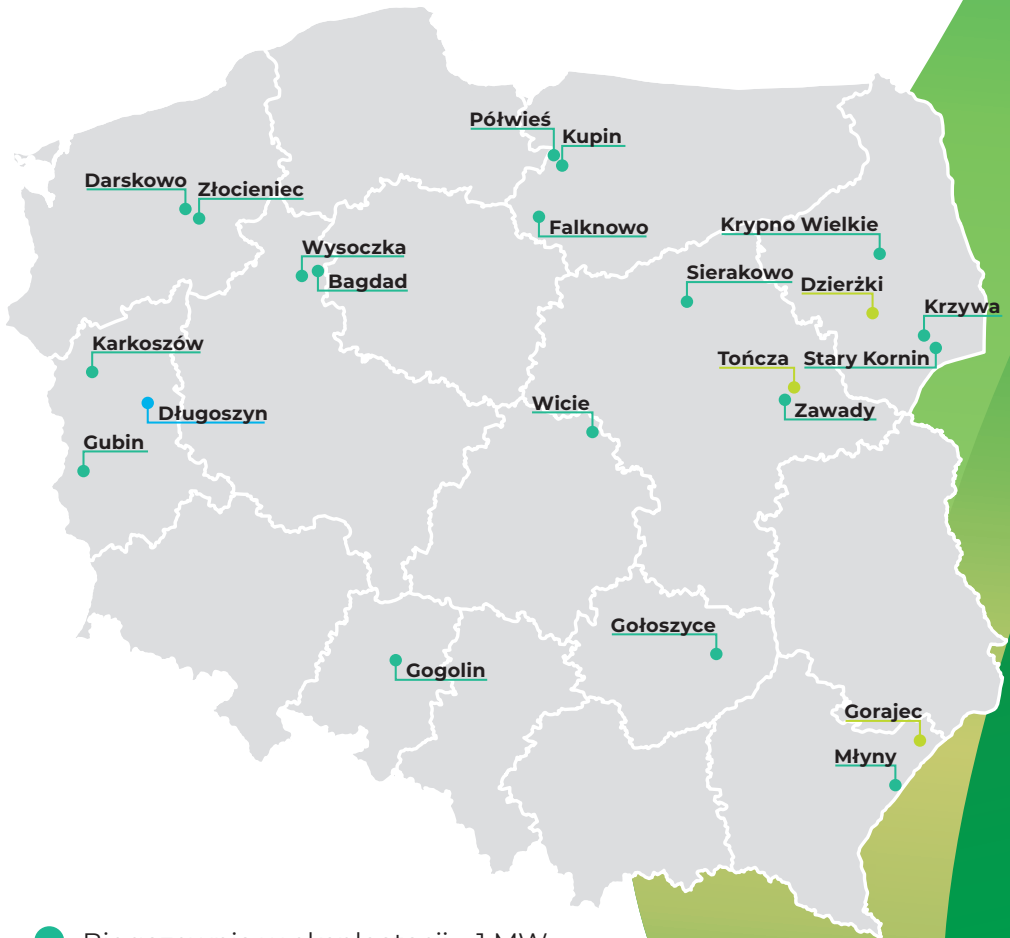 Półwieś
Kupin
Darskowo
Złocieniec
Falknowo
Krypno Wielkie
Wysoczka
Bagdad
Sierakowo
Dzierżki
Krzywa
Karkoszów
Tończa
Stary Kornin
Długoszyn
Wicie
Zawady
Gubin
Gołoszyce
Gogolin
Gorajec
Młyny